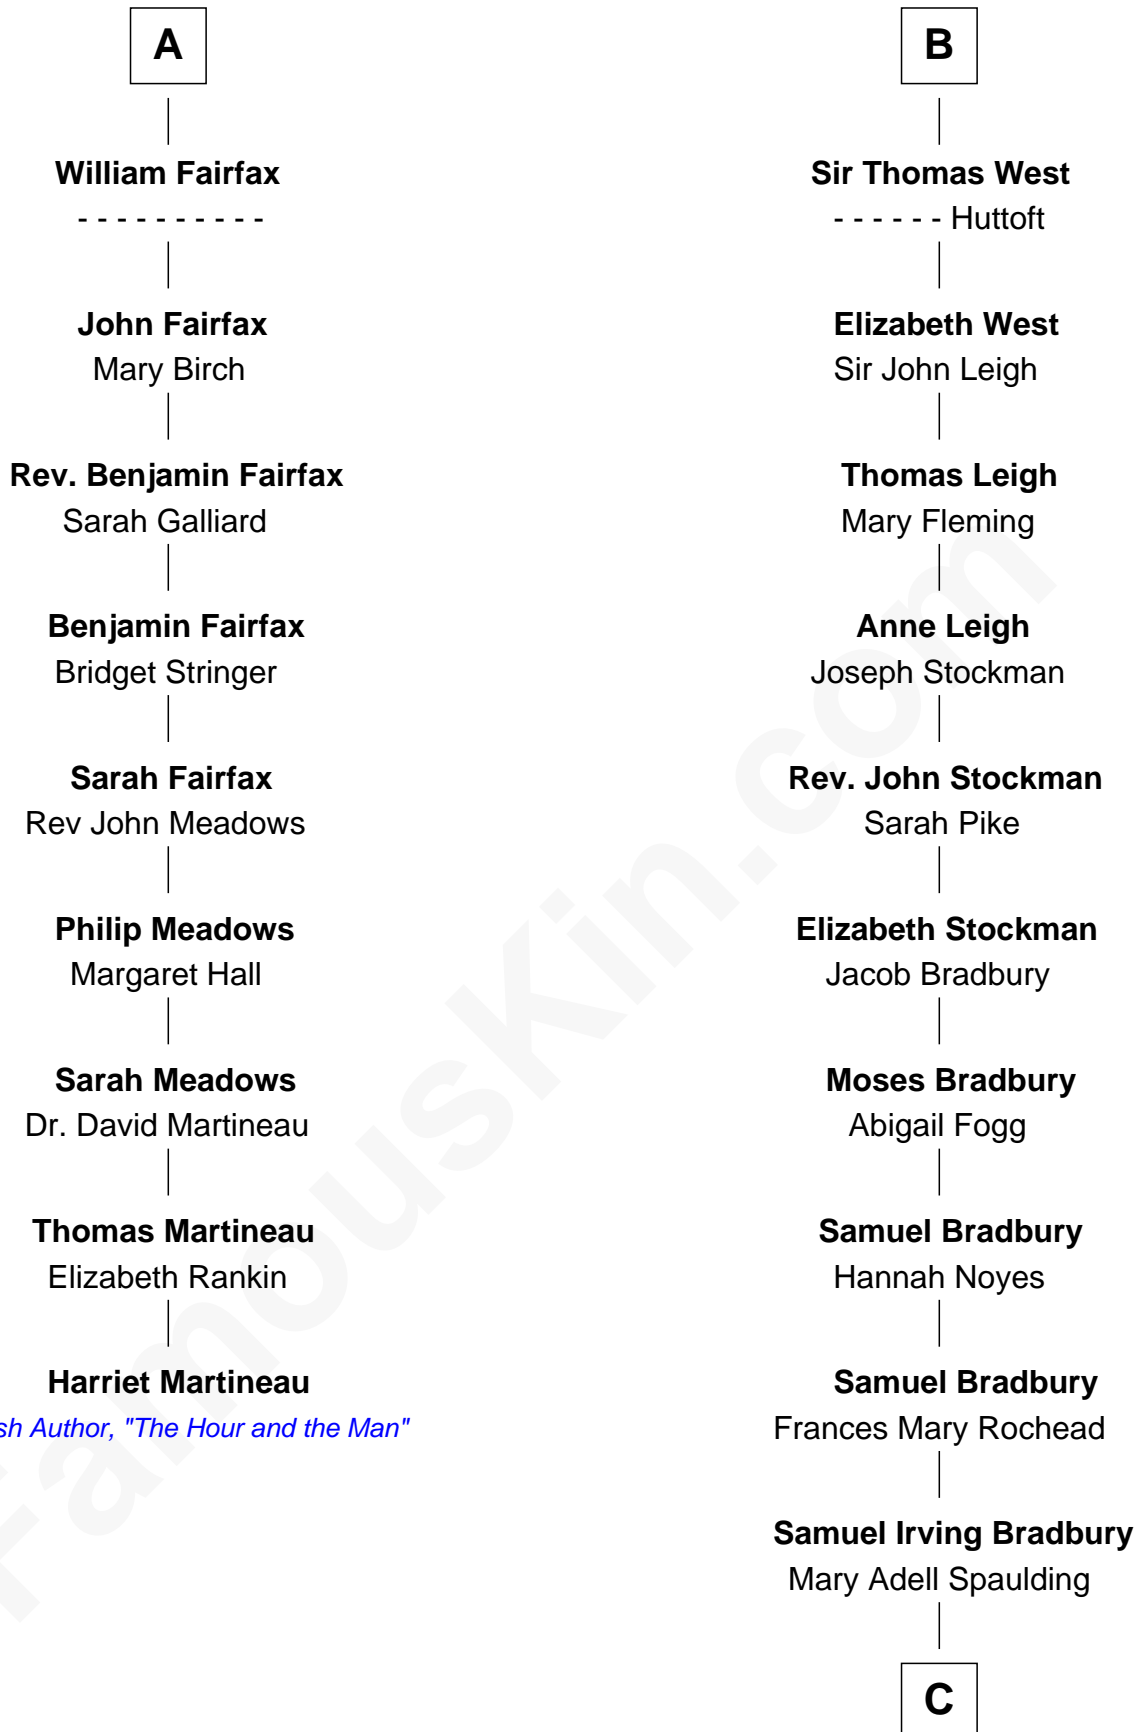 A
William Fairfax
- - - - - - - - - -
John Fairfax
Mary Birch
Rev. Benjamin Fairfax
Sarah Galliard
Benjamin Fairfax
Bridget Stringer
Sarah Fairfax
Rev John Meadows
Philip Meadows
Margaret Hall
Sarah Meadows
Dr. David Martineau
Thomas Martineau
Elizabeth Rankin
Harriet Martineau
sh Author, "The Hour and the Man"
B
Sir Thomas West
- - - - - - Huttoft
Elizabeth West
Sir John Leigh
Thomas Leigh
Mary Fleming
Anne Leigh
Joseph Stockman
Rev. John Stockman
Sarah Pike
Elizabeth Stockman
Jacob Bradbury
Moses Bradbury
Abigail Fogg
Samuel Bradbury
Hannah Noyes
Samuel Bradbury
Frances Mary Rochead
Samuel Irving Bradbury
Mary Adell Spaulding
C
FamousKin.com